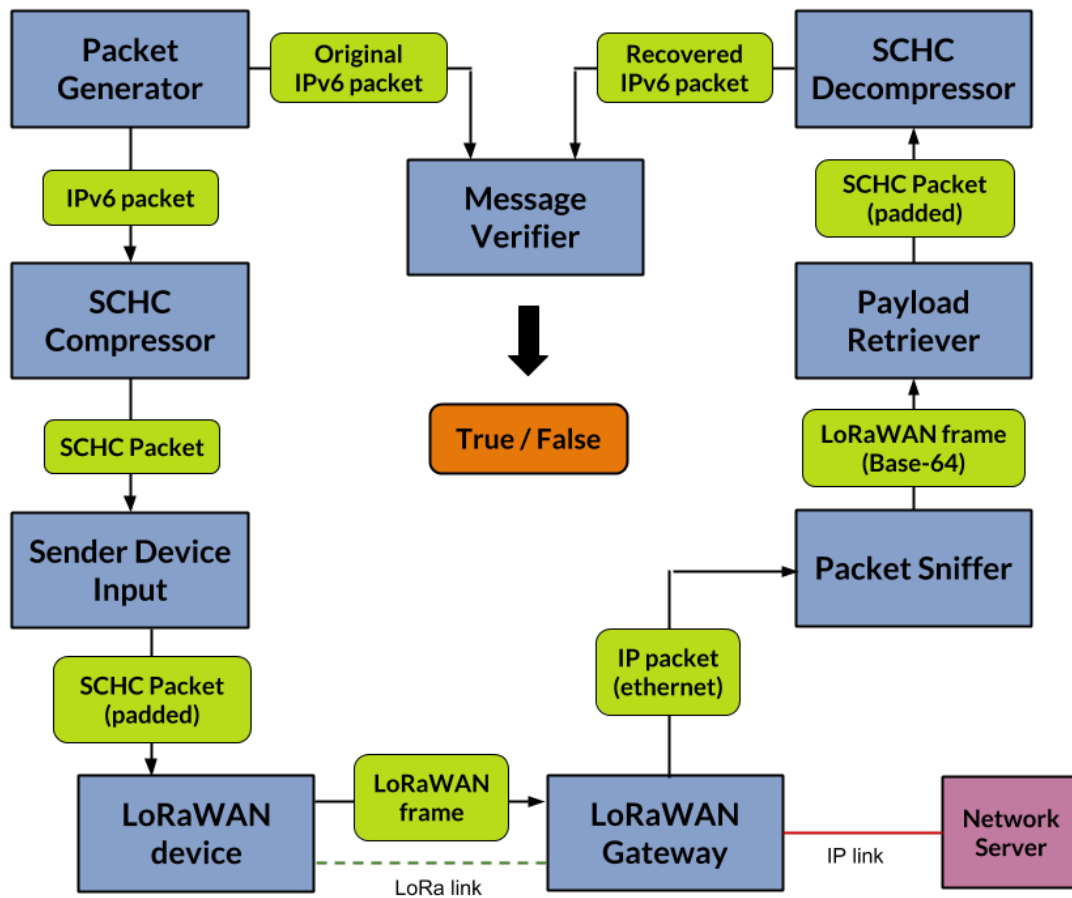 Packet
Generator
Original
IPv6 packet
Recovered
IPv6 packet
SCHC
Decompressor
IPv6 packet
Message
Verifier
SCHC Packet
(padded)
SCHC
Compressor
Payload
Retriever
True / False
SCHC Packet
LoRaWAN frame
(Base-64)
Sender Device
Input
Packet Sniffer
SCHC Packet
(padded)
IP packet
(ethernet)
LoRaWAN
device
LoRaWAN
frame
LoRaWAN
Gateway
Network
Server
LoRa link
IP link